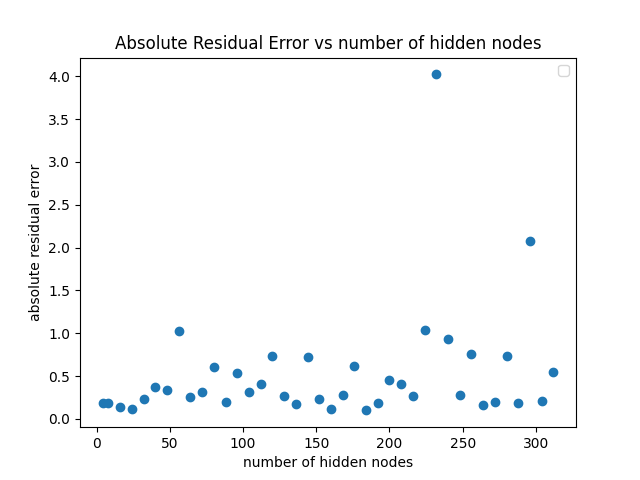 Absolute Residual Error vs number of hidden nodes
4.0
3.5
3.0
2.5
2.0
1.5
1.0
0.5
0.0
absolute residual error
0 50 100 150 200 250 300
number of hidden nodes